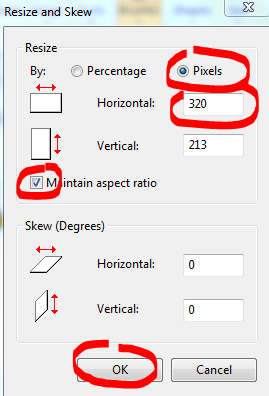 Resize and Skew
Resize
By: Percentage Pixels
Horizontal: 320
Vertical: 213
Maintain aspect ratio
Skew (Degrees)
Horizontal: 0
Vertical: 0
OK Cancel